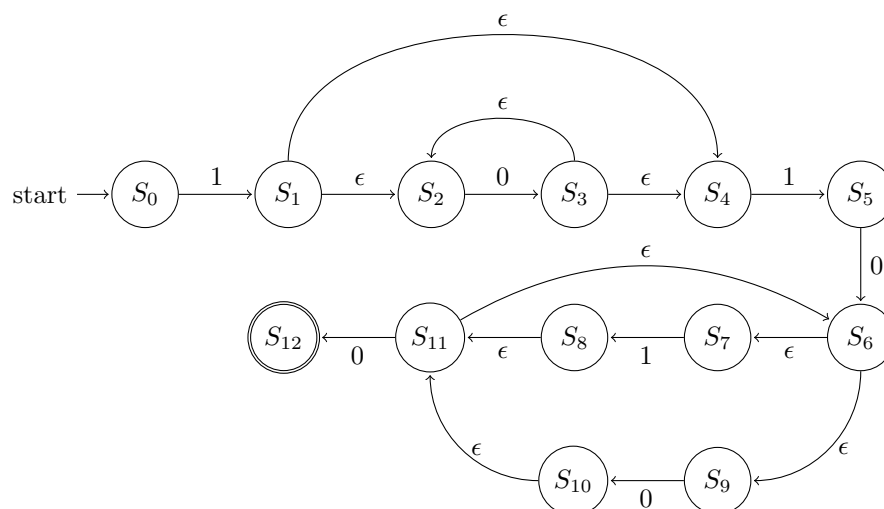 ϵ
ϵ
start S₀ 1 S₁ ϵ S₂ 0 S₃ ϵ S₄ 1 S₅
ϵ 0
S₁₂ 0 S₁₁ ϵ S₈ 1 S₇ ϵ S₆
ϵ ϵ
S₁₀ 0 S₉